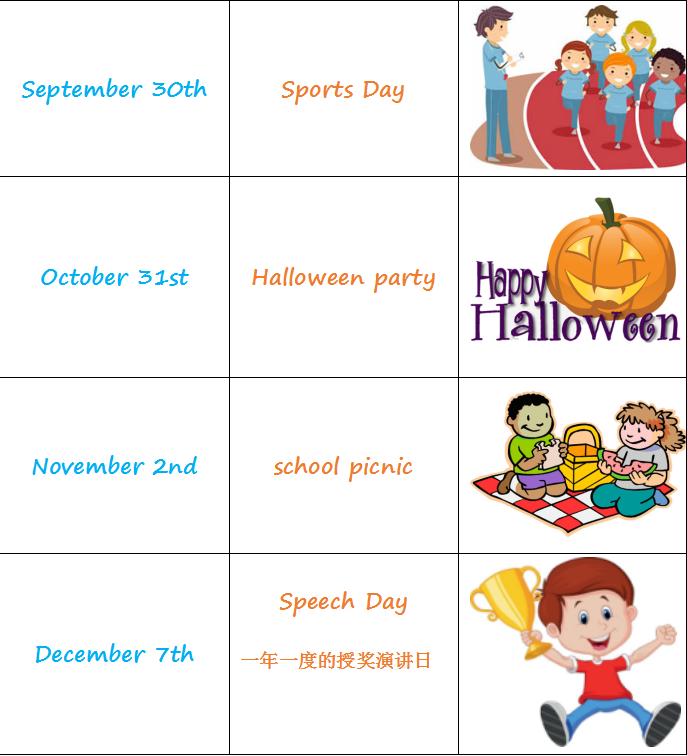 September 30th
Sports Day
October 31st
Halloween party
Happy
Halloween
November 2nd
school picnic
December 7th
Speech Day
一年一度的授奖演讲日